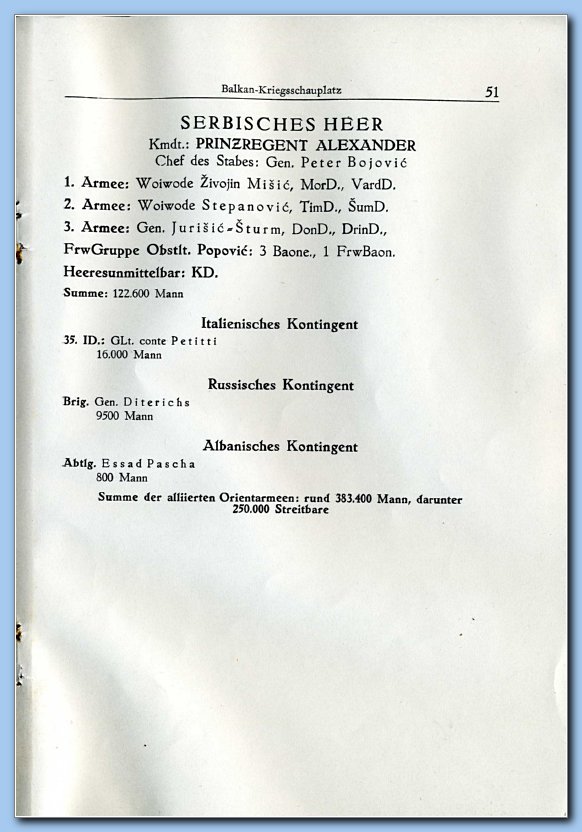 Balkan-Kriegsschauplatz 51
SERBISCHES HEER
Kmdt.: PRINZREGENT ALEXANDER
Chef des Stabes: Gen. Peter Bojović
1. Armee: Woiwode Živojin Mišić, MorD., VardD.
2. Armee: Woiwode Stepanović, TimD., ŠumD.
3. Armee: Gen. Jurišić-Šturm, DonD., DrinD.,
FrwGruppe Obstlt. Popović: 3 Baone., 1 FrwBaon.
Heeresunmittelbar: KD.
Summe: 122.600 Mann
Italienisches Kontingent
35. ID.: GLt. conte Petitti
16.000 Mann
Russisches Kontingent
Brig. Gen. Diterichs
9500 Mann
Albanisches Kontingent
Abtlg. Essad Pascha
800 Mann
Summe der alliierten Orientarmeen: rund 383.400 Mann, darunter
250.000 Streitbare